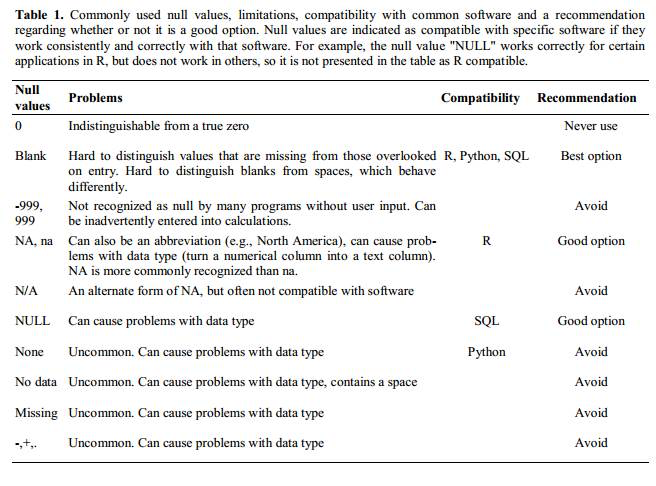 Table 1. Commonly used null values, limitations, compatibility with common software and a recommendation
regarding whether or not it is a good option. Null values are indicated as compatible with specific software if they
work consistently and correctly with that software. For example, the null value "NULL" works correctly for certain
applications in R, but does not work in others, so it is not presented in the table as R compatible.
Null
values Problems Compatibility Recommendation
0 Indistinguishable from a true zero Never use
Blank Hard to distinguish values that are missing from those overlooked R, Python, SQL Best option
on entry. Hard to distinguish blanks from spaces, which behave
differently.
-999, Not recognized as null by many programs without user input. Can Avoid
999 be inadvertently entered into calculations.
NA, na Can also be an abbreviation (e.g., North America), can cause prob- R Good option
lems with data type (turn a numerical column into a text column).
NA is more commonly recognized than na.
N/A An alternate form of NA, but often not compatible with software Avoid
NULL Can cause problems with data type SQL Good option
None Uncommon. Can cause problems with data type Python Avoid
No data Uncommon. Can cause problems with data type, contains a space Avoid
Missing Uncommon. Can cause problems with data type Avoid
-,+,. Uncommon. Can cause problems with data type Avoid